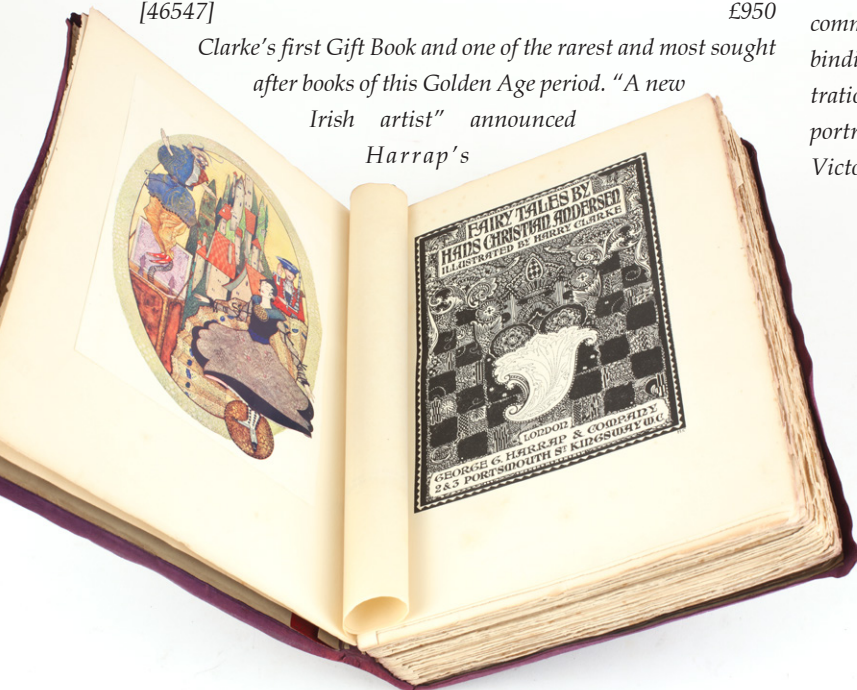 [46547] £950
Clarke's first Gift Book and one of the rarest and most sought
after books of this Golden Age period. “A new
Irish artist” announced
Harrap's
FAIRY TALES BY
HANS CHRISTIAN ANDERSEN
ILLUSTRATED BY HARRY CLARKE
LONDON
GEORGE G. HARRAP & COMPANY
2 & 3 PORTSMOUTH ST KINGSWAY W.C.